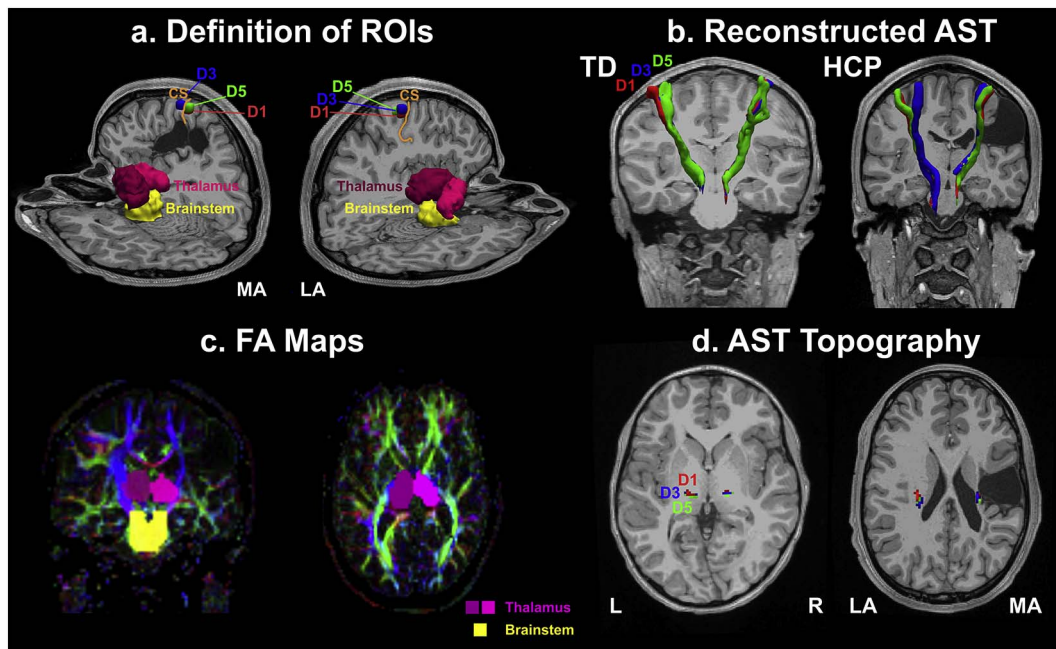 a. Definition of ROIs
D3
CS
D5
D1
Thalamus
Brainstem
MA
D5
D3
D1
CS
Thalamus
Brainstem
LA
b. Reconstructed AST
TD
D3 D5
D1
HCP
c. FA Maps
Thalamus
Brainstem
d. AST Topography
D1
D3
D5
L
R
LA
MA